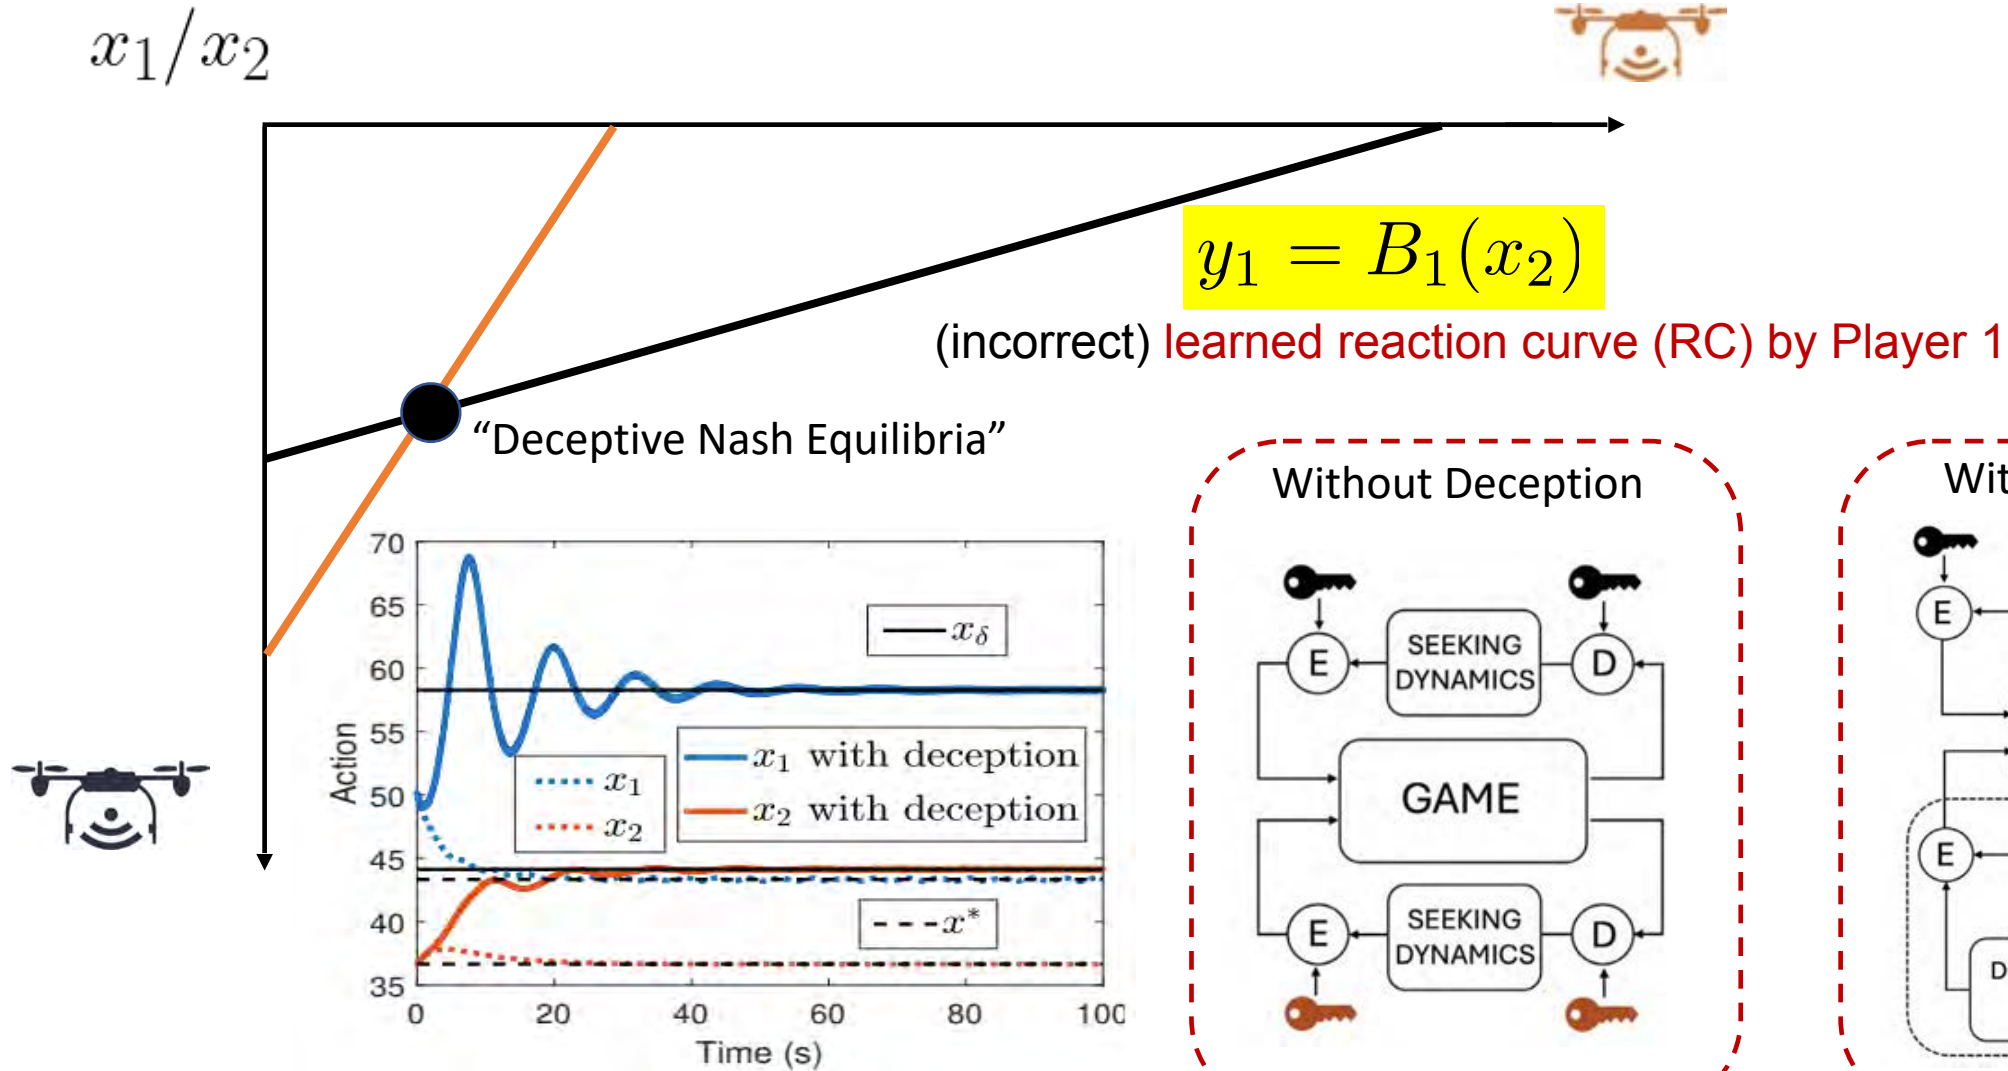 x₁/x₂
y₁ = B₁(x₂)
(incorrect) learned reaction curve (RC) by Player 1
“Deceptive Nash Equilibria”
70
65
60
55
50
45
40
35
0
20
40
60
80
100
Action
Time (s)
x_δ
x₁ with deception
x₂ with deception
x₁
x₂
x*
Without Deception
E
SEEKING
DYNAMICS
D
GAME
E
SEEKING
DYNAMICS
D
Wit
E
E
D